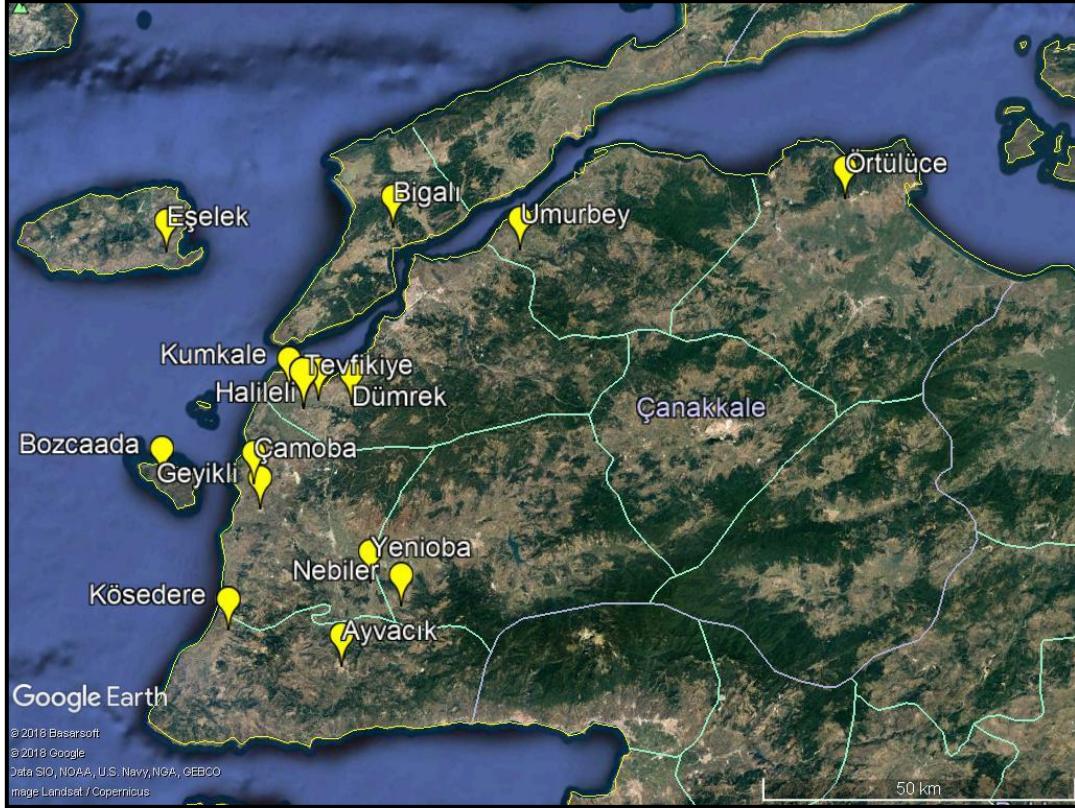 Örtülüce
Bigalı
Umurbey
Eşelek
Kumkale
Tevfikiye
Halileli
Dümrek
Çanakkale
Bozcaada
Çamoba
Geyikli
Yenioba
Nebiler
Kösedere
Ayvacık
Google Earth
© 2018 Basarsoft
© 2018 Google
Data SIO, NOAA, U.S. Navy, NGA, GEBCO
Image Landsat / Copernicus
50 km